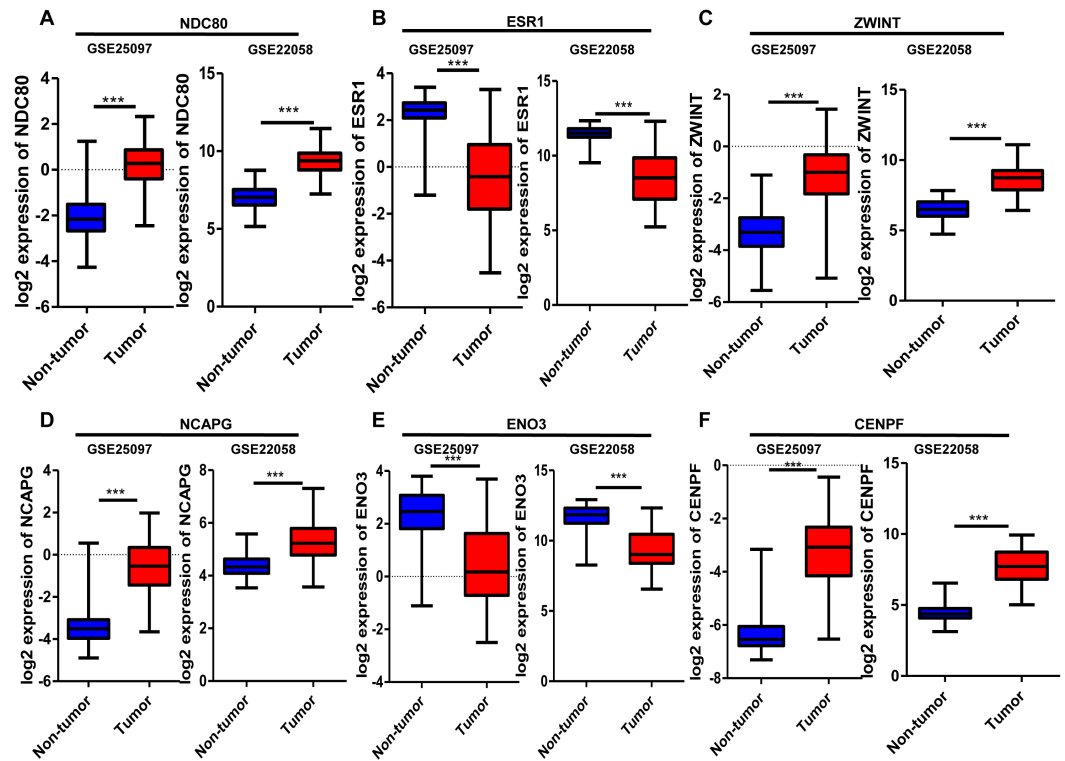 A
NDC80
GSE25097
GSE22058
log2 expression of NDC80
4
2
0
-2
-4
-6
***
Non-tumor
Tumor
log2 expression of NDC80
15
10
5
0
***
Non-tumor
Tumor
B
ESR1
GSE25097
GSE22058
log2 expression of ESR1
4
2
0
-2
-4
-6
***
Non-tumor
Tumor
log2 expression of ESR1
15
10
5
0
***
Non-tumor
Tumor
C
ZWINT
GSE25097
GSE22058
log2 expression of ZWINT
2
0
-2
-4
-6
***
Non-tumor
Tumor
log2 expression of ZWINT
15
10
5
0
***
Non-tumor
Tumor
D
NCAPG
GSE25097
GSE22058
log2 expression of NCAPG
4
2
0
-2
-4
-6
***
Non-tumor
Tumor
log2 expression of NCAPG
8
6
4
2
0
***
Non-tumor
Tumor
E
ENO3
GSE25097
GSE22058
log2 expression of ENO3
4
2
0
-2
-4
***
Non-tumor
Tumor
log2 expression of ENO3
15
10
5
0
***
Non-tumor
Tumor
F
CENPF
GSE25097
GSE22058
log2 expression of CENPF
0
-2
-4
-6
-8
***
Non-tumor
Tumor
log2 expression of CENPF
15
10
5
0
***
Non-tumor
Tumor